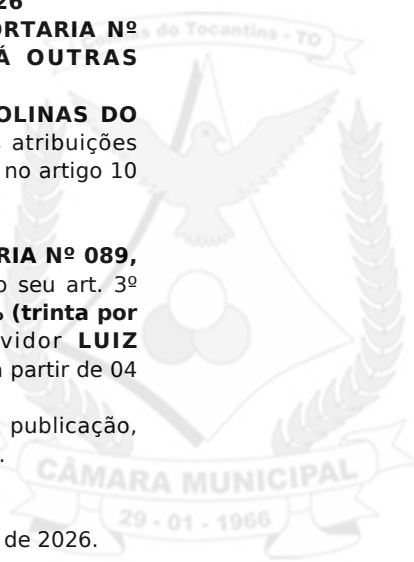 26
ORTARIA Nº
Á OUTRAS
OLINAS DO
atribuições
no artigo 10
RIA Nº 089,
o seu art. 3º
(trinta por
vidor LUIZ
partir de 04
publicação,
de 2026.
do Tocantins - TO
CÂMARA MUNICIPAL
29 - 01 - 1966